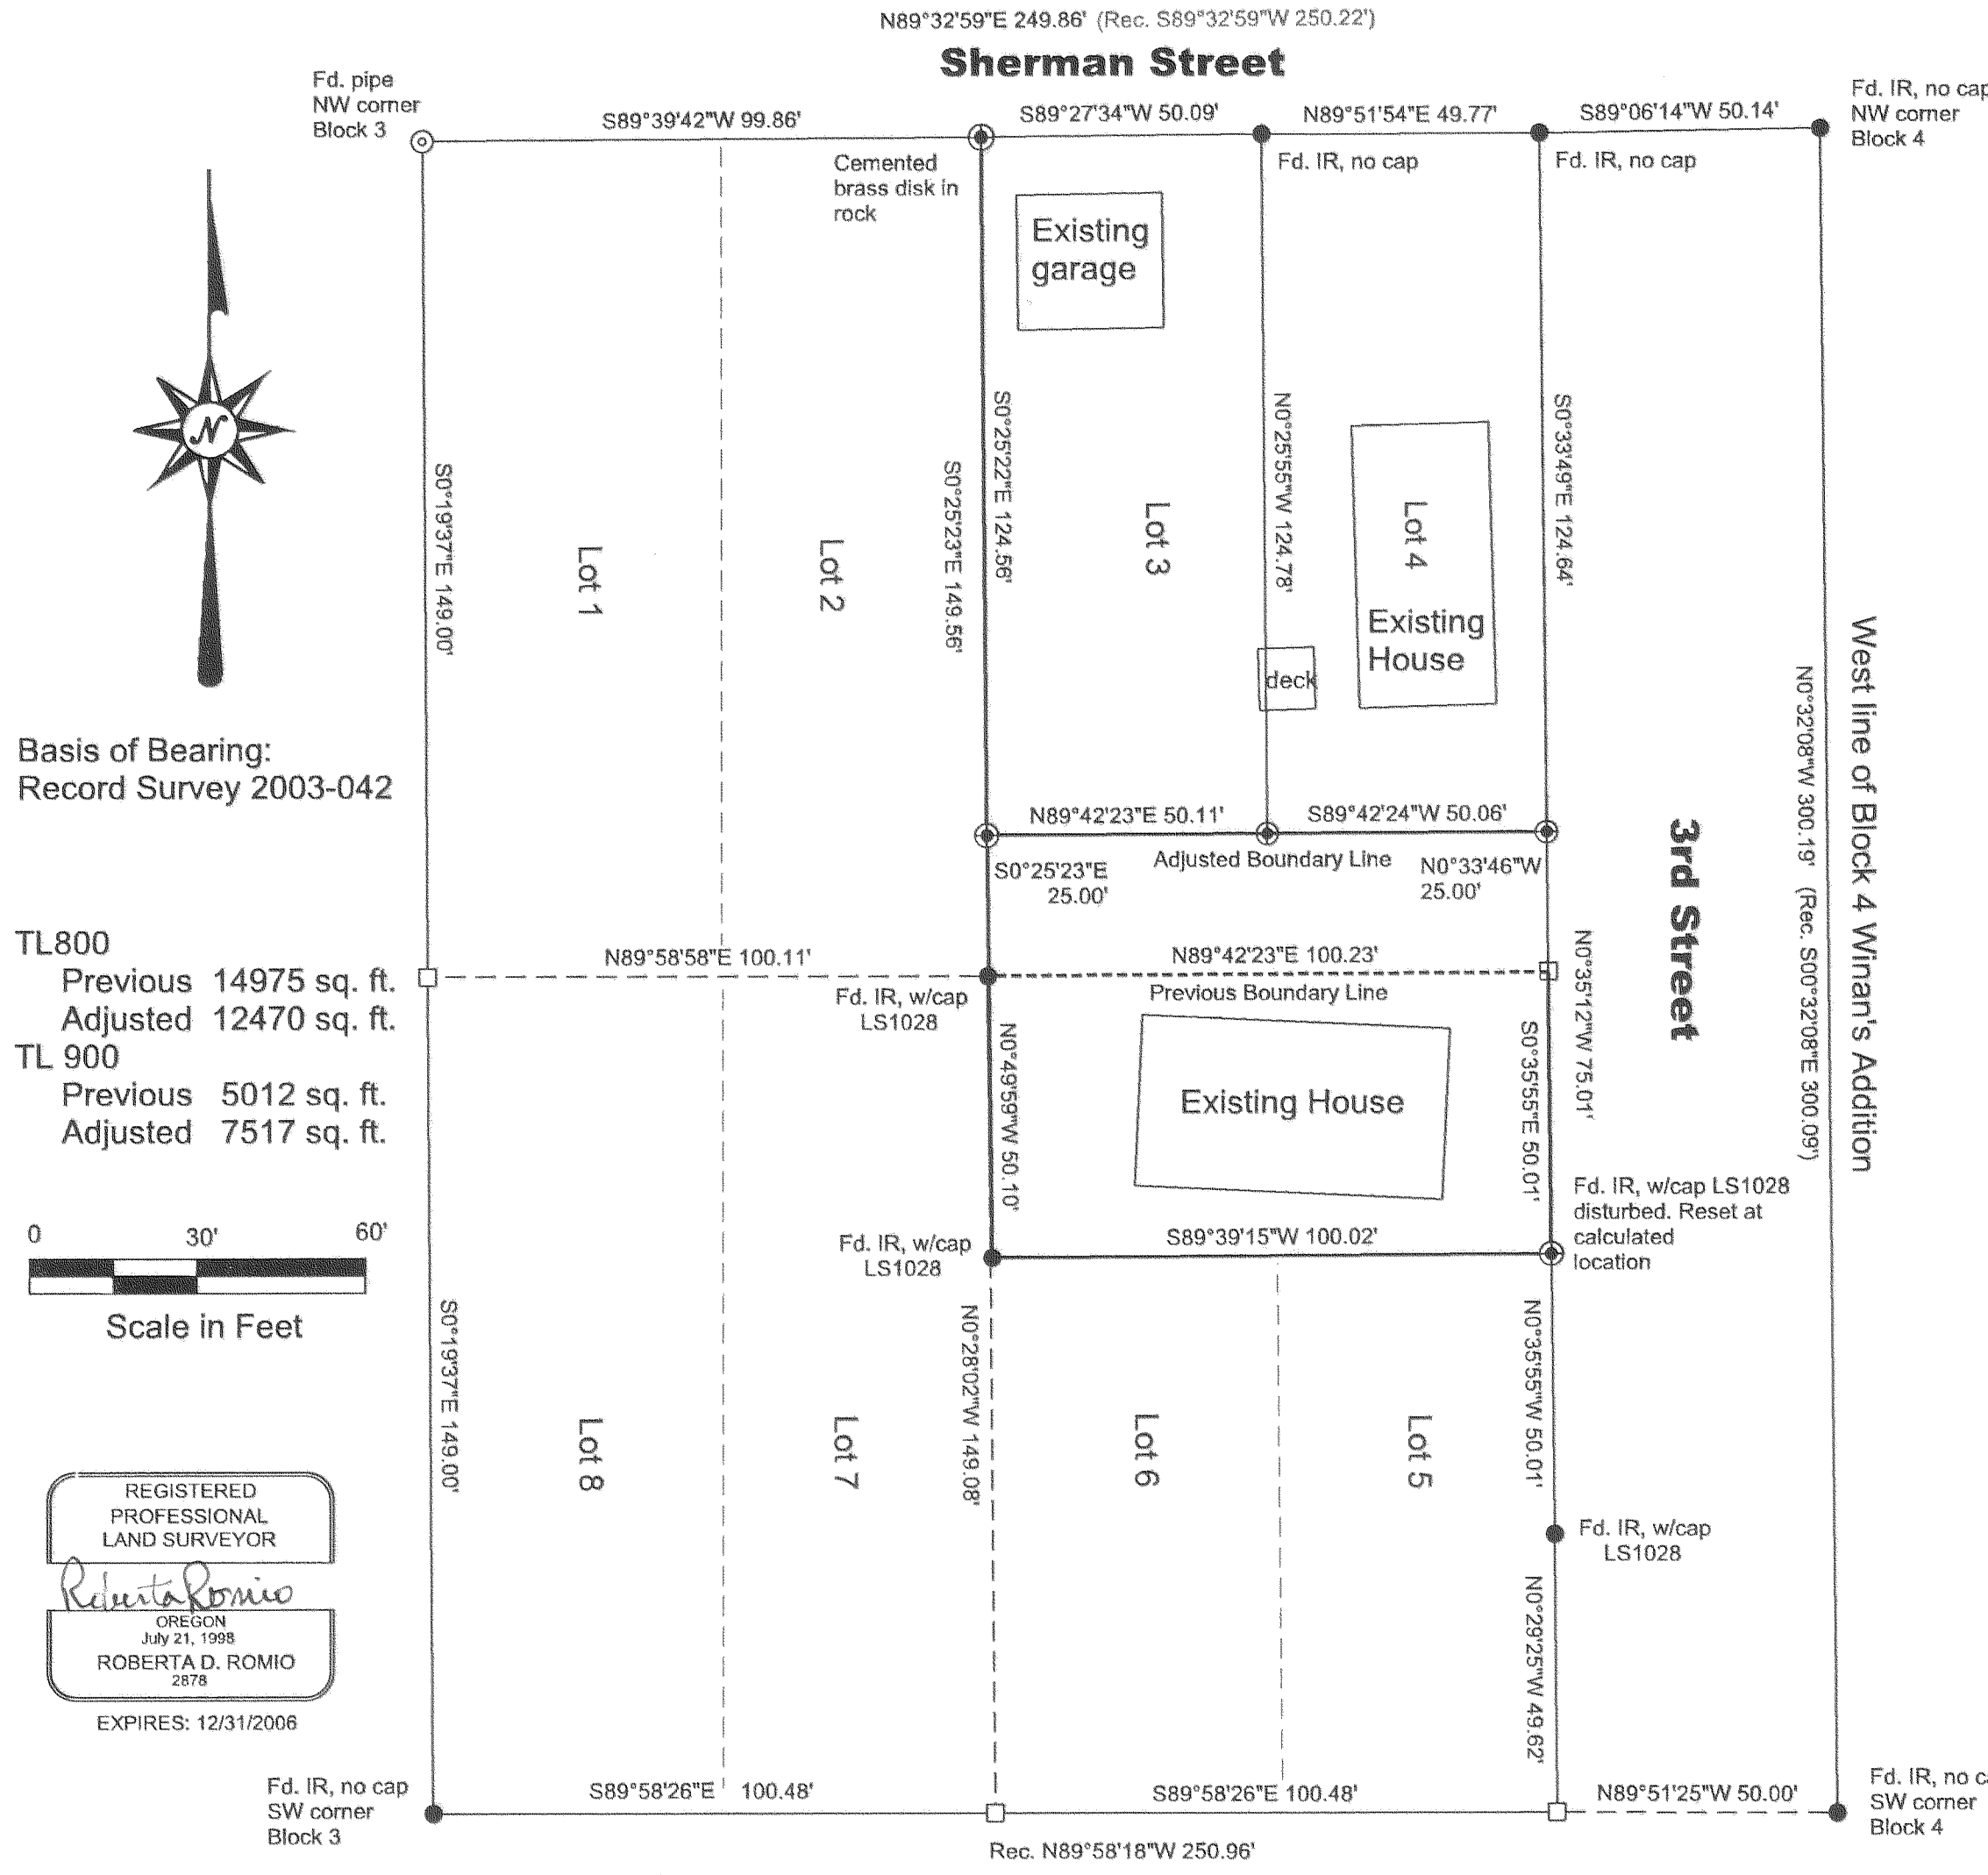 N89°32'59"E 249.86' (Rec. S89°32'59"W 250.22')
Sherman Street
Fd. pipe
NW corner
Block 3
S89°39'42"W 99.86'
S89°27'34"W 50.09'
N89°51'54"E 49.77'
S89°06'14"W 50.14'
Fd. IR, no cap
NW corner
Block 4
Cemented
brass disk in
rock
Fd. IR, no cap
Fd. IR, no cap
Existing
garage
N
S0°19'37"E 149.00'
Lot 1
Lot 2
S0°25'23"E 149.56'
S0°25'22"E 124.56'
Lot 3
N0°25'55"W 124.78'
Lot 4
Existing
House
deck
S0°33'49"E 124.64'
West line of Block 4 Winan's Addition
N0°32'08"W 300.19' (Rec. S00°32'08"E 300.09')
3rd Street
Basis of Bearing:
Record Survey 2003-042
N89°42'23"E 50.11'
S89°42'24"W 50.06'
Adjusted Boundary Line
S0°25'23"E
25.00'
N0°33'46"W
25.00'
TL800
Previous 14975 sq. ft.
Adjusted 12470 sq. ft.
TL 900
Previous 5012 sq. ft.
Adjusted 7517 sq. ft.
N89°58'58"E 100.11'
N89°42'23"E 100.23'
Previous Boundary Line
Fd. IR, w/cap
LS1028
N0°35'12"W 75.01'
N0°49'59"W 50.10'
Existing House
S0°35'55"E 50.01'
Fd. IR, w/cap LS1028
disturbed. Reset at
calculated
location
S89°39'15"W 100.02'
Fd. IR, w/cap
LS1028
0 30' 60'
Scale in Feet
S0°19'37"E 149.00'
Lot 8
Lot 7
N0°28'02"W 149.08'
Lot 6
Lot 5
N0°35'55"W 50.01'
Fd. IR, w/cap
LS1028
N0°29'25"W 49.62'
REGISTERED
PROFESSIONAL
LAND SURVEYOR
Roberta Romio
OREGON
July 21, 1998
ROBERTA D. ROMIO
2878
EXPIRES: 12/31/2006
Fd. IR, no cap
SW corner
Block 3
S89°58'26"E 100.48'
S89°58'26"E 100.48'
N89°51'25"W 50.00'
Fd. IR, no ca
SW corner
Block 4
Rec. N89°58'18"W 250.96'